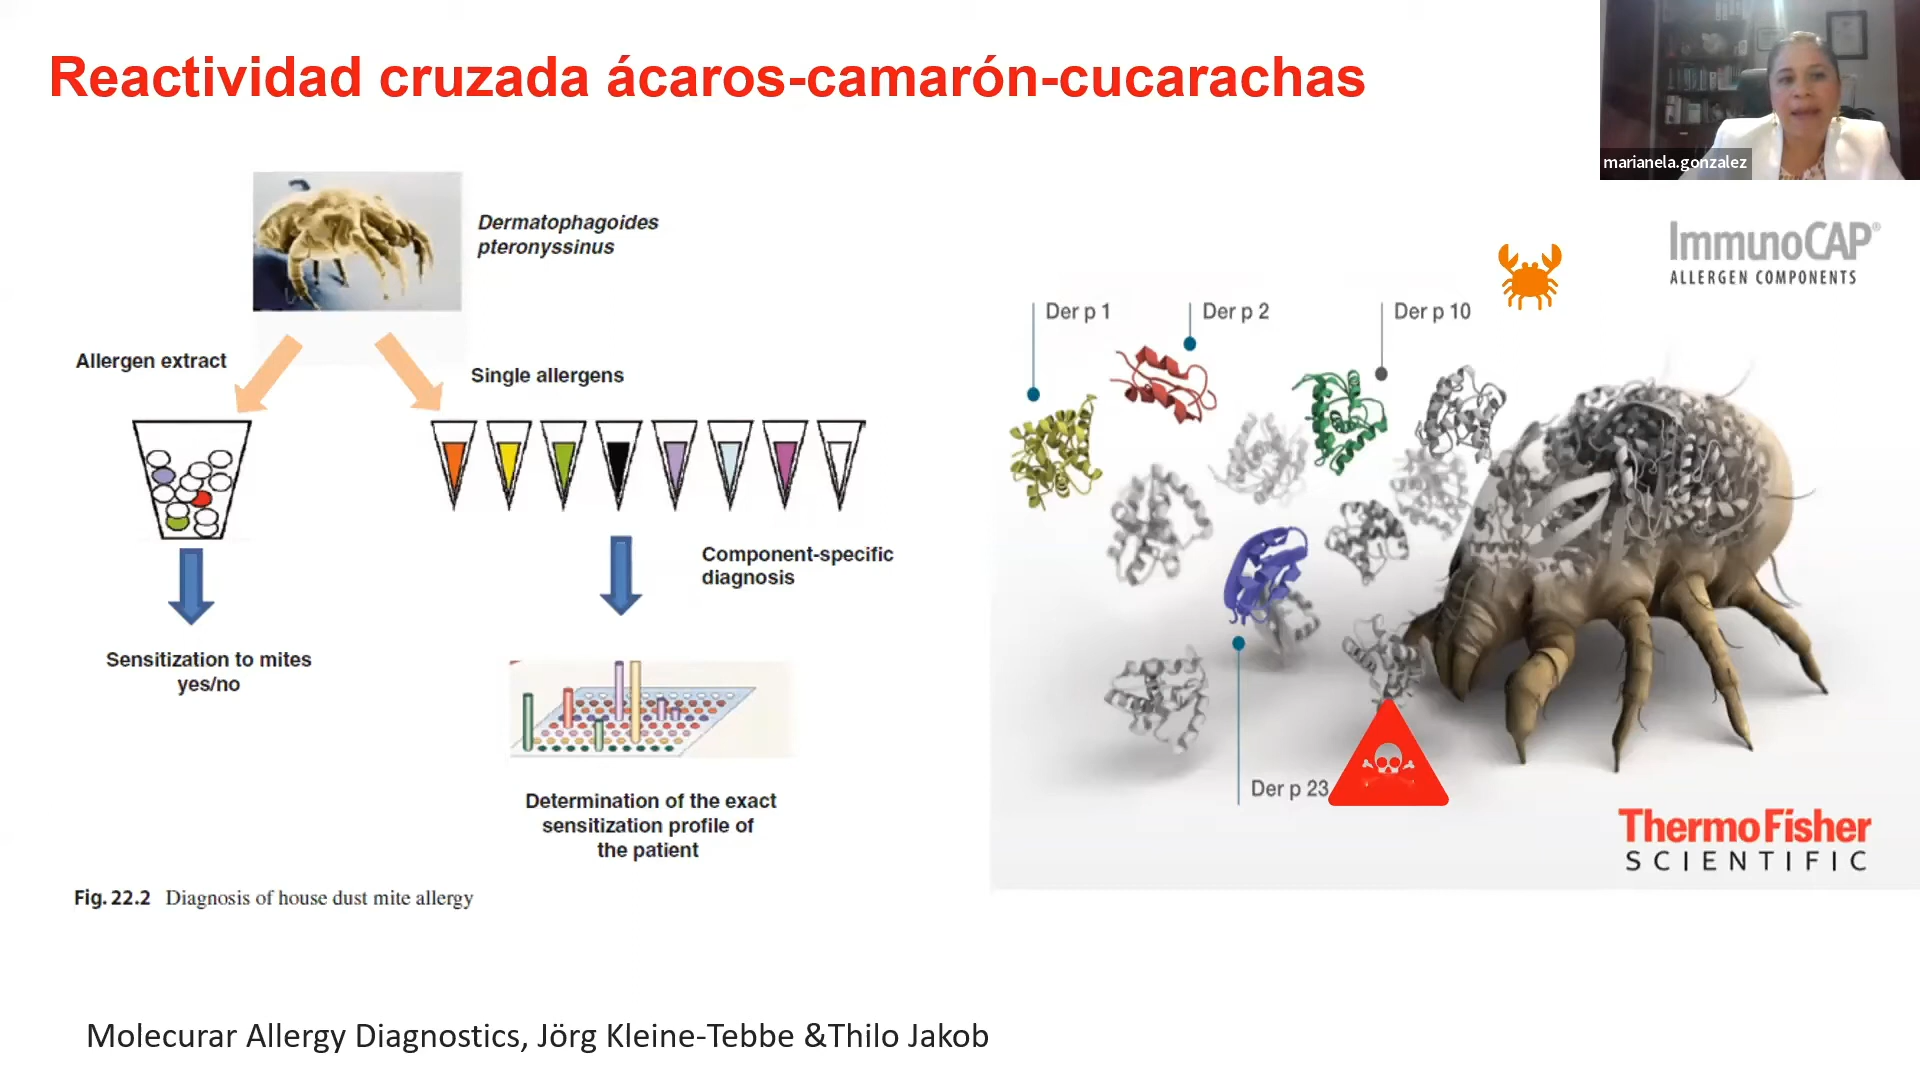 Reactividad cruzada ácaros-camarón-cucarachas
marianela.gonzalez
Dermatophagoides
pteronyssinus
Allergen extract
Single allergens
Component-specific
diagnosis
Sensitization to mites
yes/no
Determination of the exact
sensitization profile of
the patient
Fig. 22.2 Diagnosis of house dust mite allergy
ImmunoCAP®
ALLERGEN COMPONENTS
Der p 1
Der p 2
Der p 10
Der p 23
ThermoFisher
SCIENTIFIC
Molecurar Allergy Diagnostics, Jörg Kleine-Tebbe &Thilo Jakob